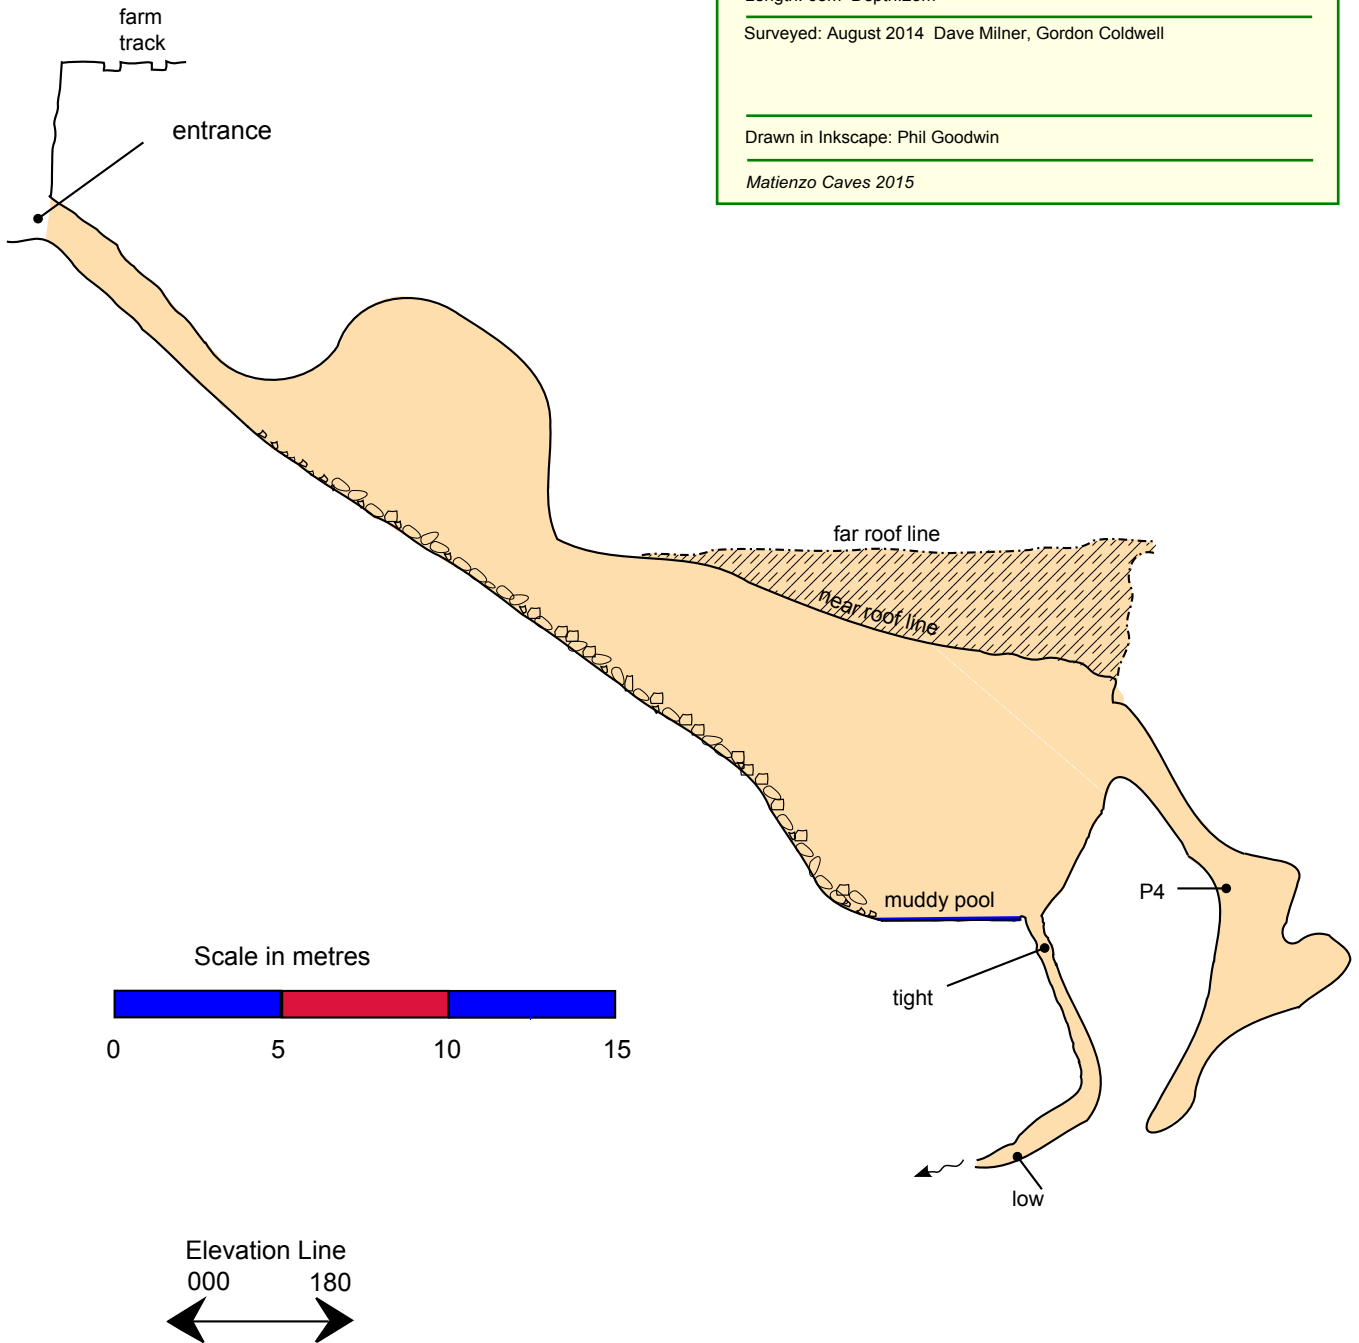 farm
track
Surveyed: August 2014 Dave Milner, Gordon Coldwell
entrance
Drawn in Inkscape: Phil Goodwin
Matienzo Caves 2015
far roof line
near roof line
P4
muddy pool
Scale in metres
tight
0 5 10 15
low
Elevation Line
000 180